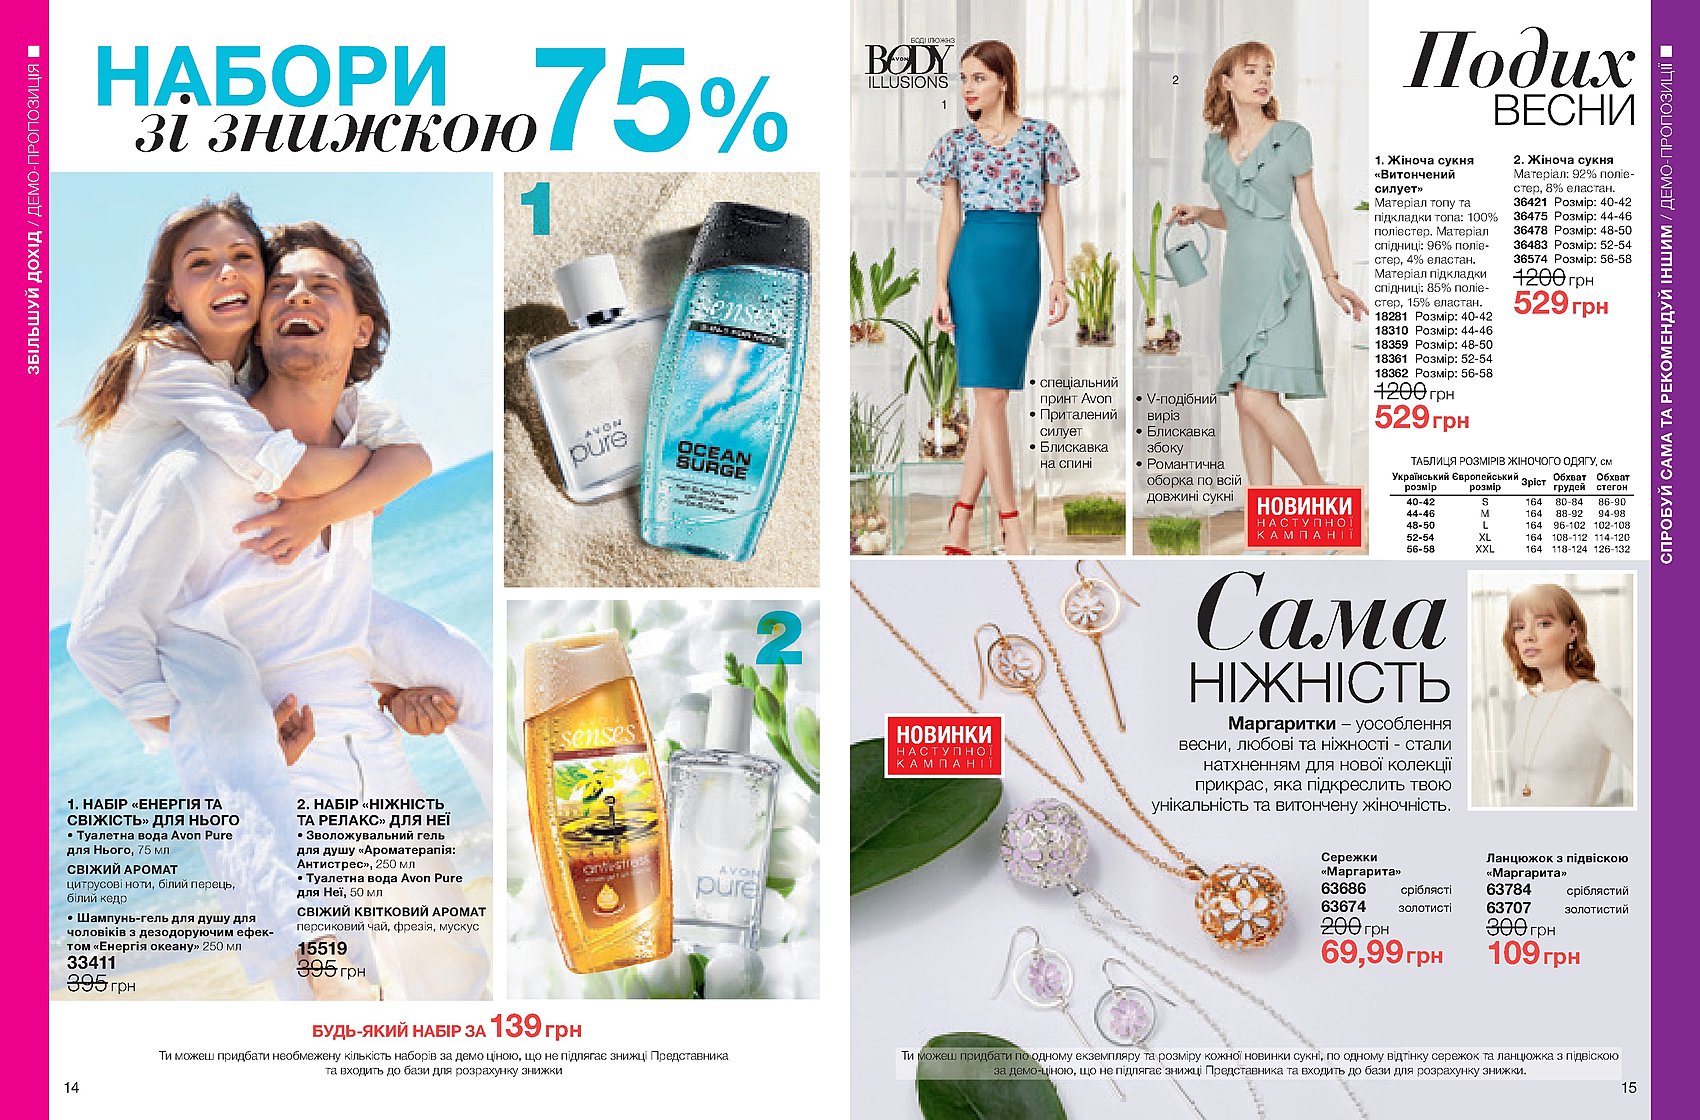 ЗБІЛЬШУЙ ДОХІД / ДЕМО-ПРОПОЗИЦІЯ
НАБОРИ
зі знижкою 75%
1
senses
OCEAN
SURGE
AVON
pure
2
AVON
senses
anti-stress
AVON
pure
1. НАБІР «ЕНЕРГІЯ ТА
СВІЖІСТЬ» ДЛЯ НЬОГО
• Туалетна вода Avon Pure
для Нього, 75 мл
СВІЖИЙ АРОМАТ
цитрусові ноти, білий перець,
білий кедр
• Шампунь-гель для душу для
чоловіків з дезодоруючим ефек-
том «Енергія океану» 250 мл
33411
395 грн
2. НАБІР «НІЖНІСТЬ
ТА РЕЛАКС» ДЛЯ НЕЇ
• Зволожувальний гель
для душу «Ароматерапія:
Антистрес», 250 мл
• Туалетна вода Avon Pure
для Неї, 50 мл
СВІЖИЙ КВІТКОВИЙ АРОМАТ
персиковий чай, фрезія, мускус
15519
395 грн
БУДЬ-ЯКИЙ НАБІР ЗА 139 грн
Ти можеш придбати необмежену кількість наборів за демо ціною, що не підлягає знижці Представника
та входить до бази для розрахунку знижки
14
БОДІ ІЛЮЖНЗ
BODY
AVON
ILLUSIONS
1
• спеціальний
принт Avon
• Приталений
силует
• Блискавка
на спині
2
• V-подібний
виріз
• Блискавка
збоку
• Романтична
оборка по всій
довжині сукні
НОВИНКИ
НАСТУПНОЇ
КАМПАНІЇ
Подих
ВЕСНИ
1. Жіноча сукня
«Витончений
силует»
Матеріал топу та
підкладки топа: 100%
поліестер. Матеріал
спідниці: 96% поліе-
стер, 4% еластан.
Матеріал підкладки
спідниці: 85% поліе-
стер, 15% еластан.
18281 Розмір: 40-42
18310 Розмір: 44-46
18359 Розмір: 48-50
18361 Розмір: 52-54
18362 Розмір: 56-58
1200 грн
529 грн
2. Жіноча сукня
Матеріал: 92% поліе-
стер, 8% еластан.
36421 Розмір: 40-42
36475 Розмір: 44-46
36478 Розмір: 48-50
36483 Розмір: 52-54
36574 Розмір: 56-58
1200 грн
529 грн
ТАБЛИЦЯ РОЗМІРІВ ЖІНОЧОГО ОДЯГУ, см
Український розмір Європейський розмір Зріст Обхват грудей Обхват стегон
40-42 S 164 80-84 86-90
44-46 M 164 88-92 94-98
48-50 L 164 96-102 102-108
52-54 XL 164 108-112 114-120
56-58 XXL 164 118-124 126-132
Сама
НІЖНІСТЬ
Маргаритки – уособлення
весни, любові та ніжності - стали
натхненням для нової колекції
прикрас, яка підкреслить твою
унікальність та витончену жіночність.
НОВИНКИ
НАСТУПНОЇ
КАМПАНІЇ
Сережки
«Маргарита»
63686 сріблясті
63674 золотисті
200 грн
69,99 грн
Ланцюжок з підвіскою
«Маргарита»
63784 сріблястий
63707 золотистий
300 грн
109 грн
Ти можеш придбати по одному екземпляру та розміру кожної новинки сукні, по одному відтінку сережок та ланцюжка з підвіскою
за демо-ціною, що не підлягає знижці Представника та входить до бази для розрахунку знижки.
15
СПРОБУЙ САМА ТА РЕКОМЕНДУЙ ІНШИМ / ДЕМО-ПРОПОЗИЦІЇ